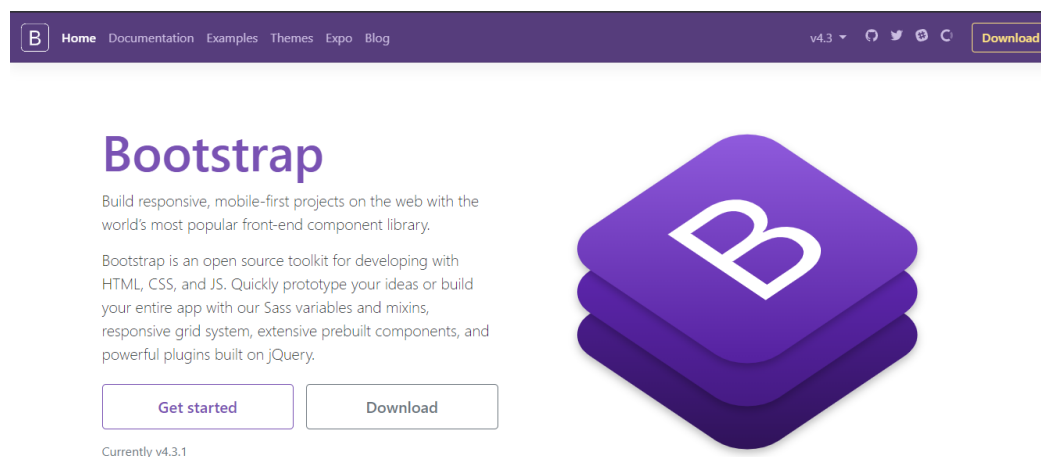 B Home Documentation Examples Themes Expo Blog v4.3 Download
Bootstrap
Build responsive, mobile-first projects on the web with the
world's most popular front-end component library.
Bootstrap is an open source toolkit for developing with
HTML, CSS, and JS. Quickly prototype your ideas or build
your entire app with our Sass variables and mixins,
responsive grid system, extensive prebuilt components, and
powerful plugins built on jQuery.
Get started Download
Currently v4.3.1
B